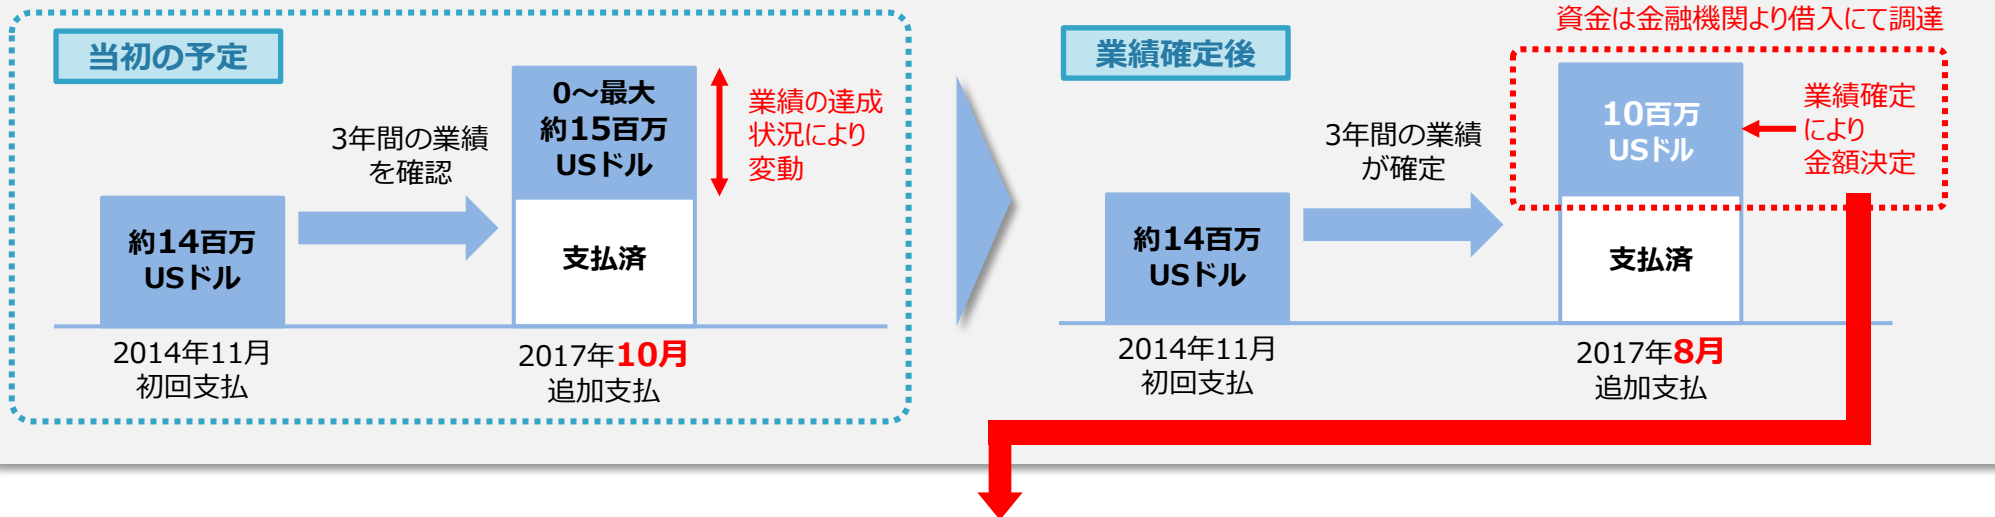 当初の予定
0～最大
約15百万
USドル
業績の達成
状況により
変動
3年間の業績
を確認
約14百万
USドル
支払済
2014年11月
初回支払
2017年10月
追加支払
資金は金融機関より借入にて調達
業績確定後
10百万
USドル
業績確定
により
金額決定
3年間の業績
が確定
約14百万
USドル
支払済
2014年11月
初回支払
2017年8月
追加支払